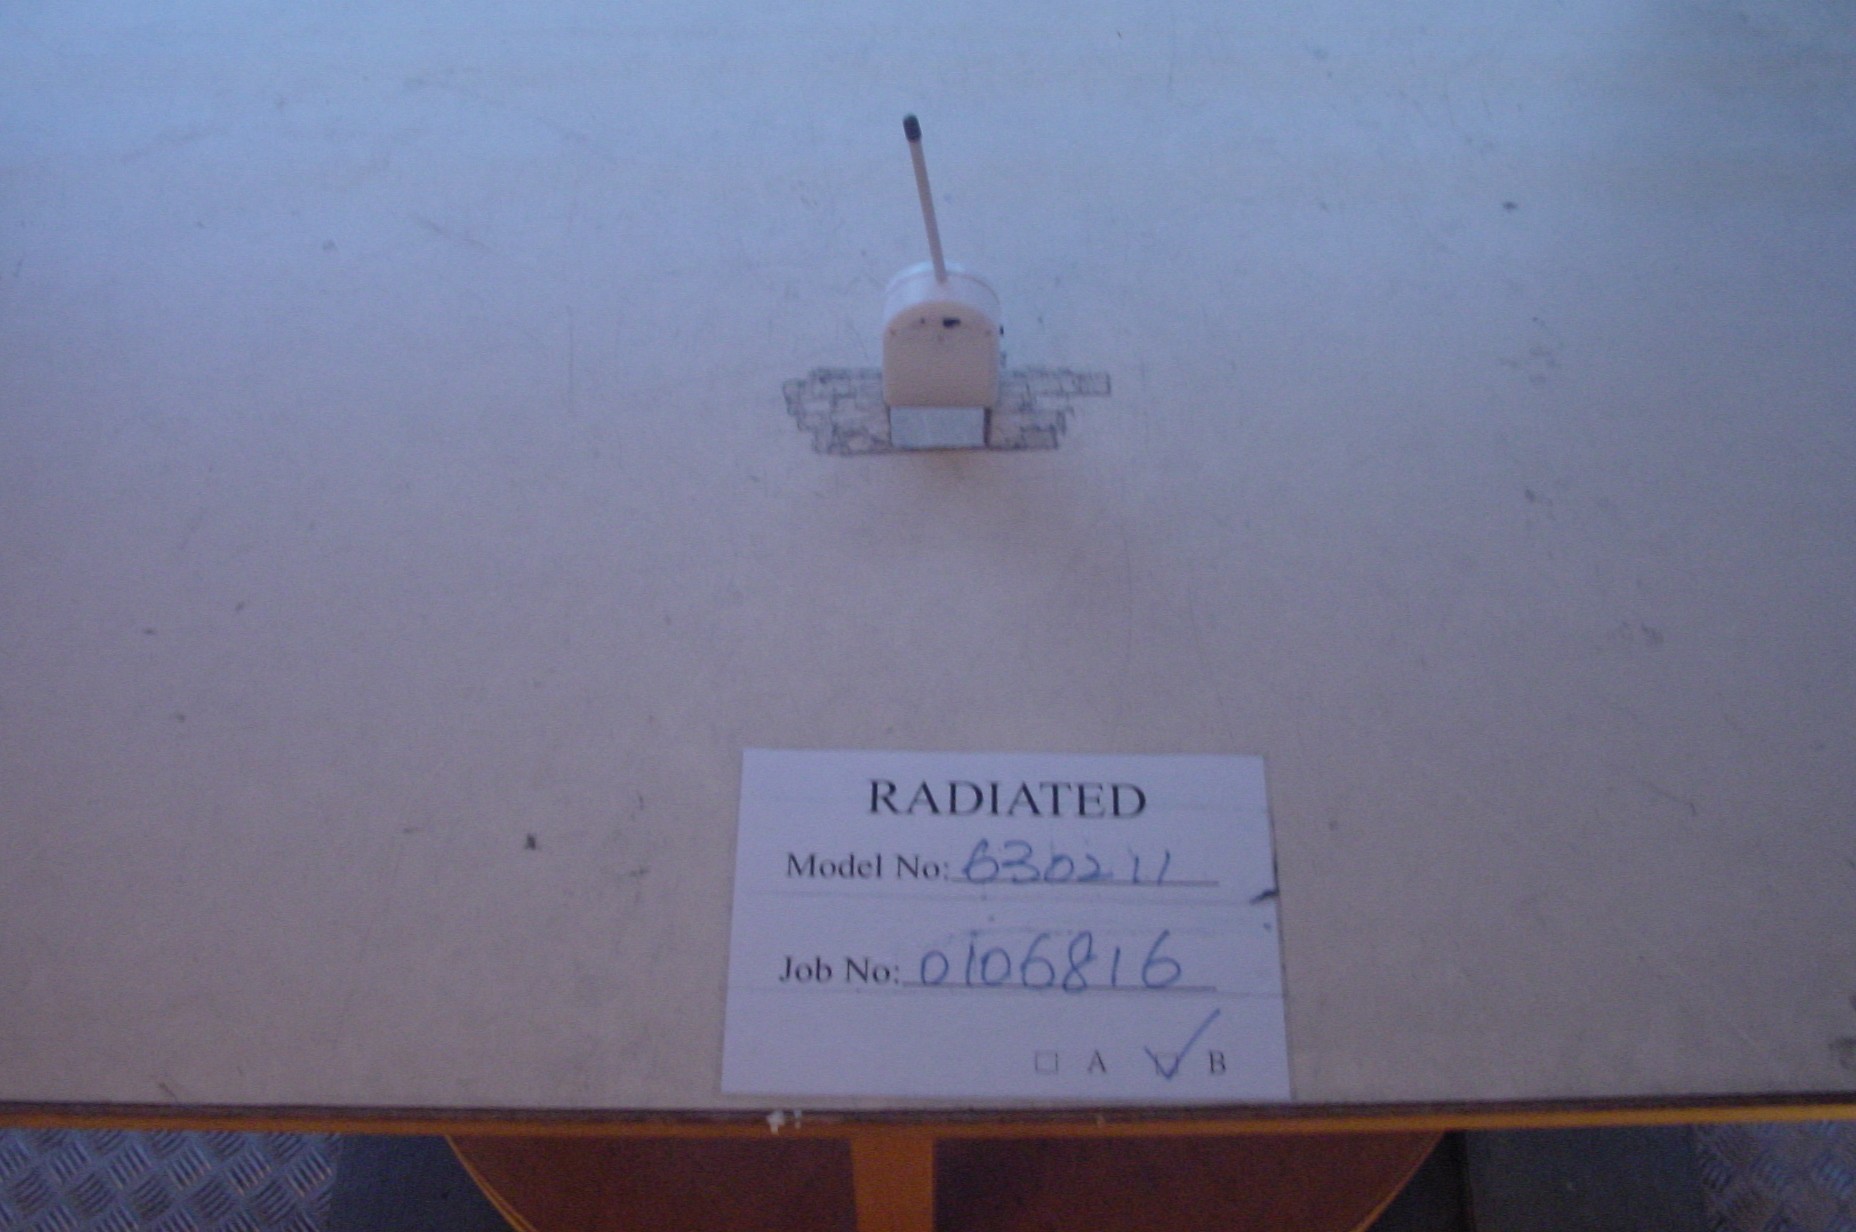 RADIATED
Model No: 630211
Job No: 0106816
□ A ☑ B